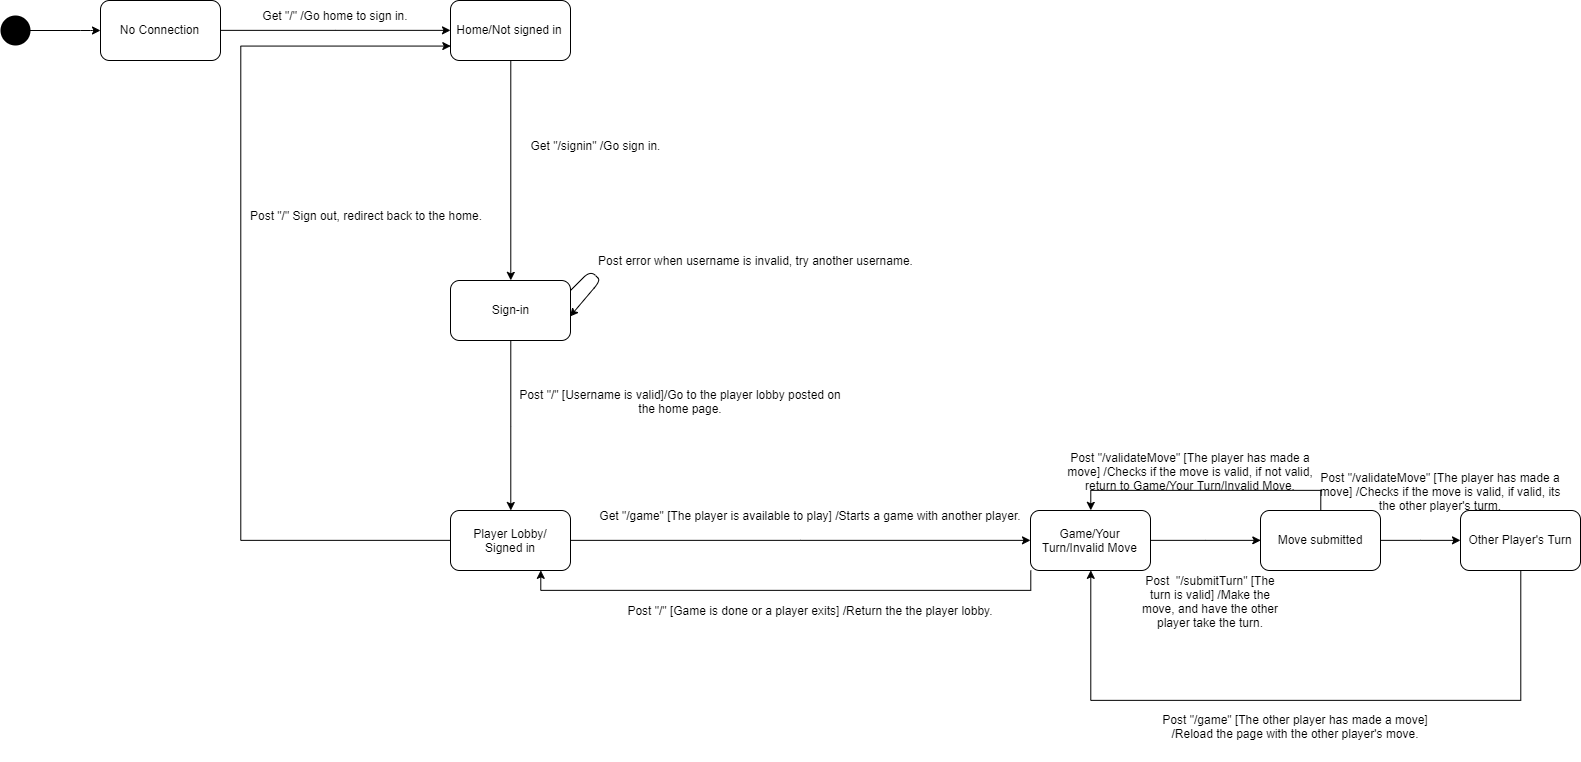 Get "/" /Go home to sign in.
No Connection
Home/Not signed in
Get "/signin" /Go sign in.
Post "/" Sign out, redirect back to the home.
Post error when username is invalid, try another username.
Sign-in
Post "/" [Username is valid]/Go to the player lobby posted on
the home page.
Post "/validateMove" [The player has made a
move] /Checks if the move is valid, if not valid,
return to Game/Your Turn/Invalid Move.
Post "/validateMove" [The player has made a
move] /Checks if the move is valid, if valid, its
the other player's turm.
Get "/game" [The player is available to play] /Starts a game with another player.
Player Lobby/
Signed in
Game/Your
Turn/Invalid Move
Move submitted
Other Player's Turn
Post "/submitTurn" [The
turn is valid] /Make the
move, and have the other
player take the turn.
Post "/" [Game is done or a player exits] /Return the the player lobby.
Post "/game" [The other player has made a move]
/Reload the page with the other player's move.